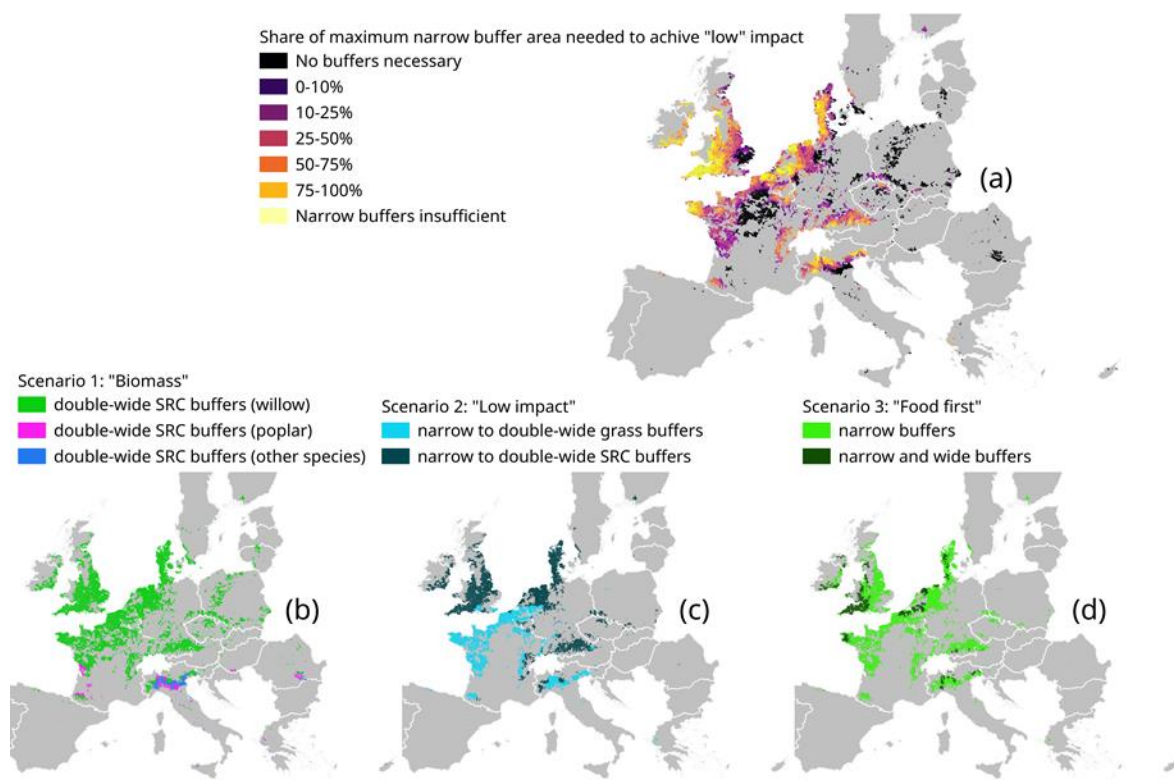 Share of maximum narrow buffer area needed to achive "low" impact
No buffers necessary
0-10%
10-25%
25-50%
50-75%
75-100%
Narrow buffers insufficient
(a)
Scenario 1: "Biomass"
double-wide SRC buffers (willow)
double-wide SRC buffers (poplar)
double-wide SRC buffers (other species)
Scenario 2: "Low impact"
narrow to double-wide grass buffers
narrow to double-wide SRC buffers
Scenario 3: "Food first"
narrow buffers
narrow and wide buffers
(b)
(c)
(d)